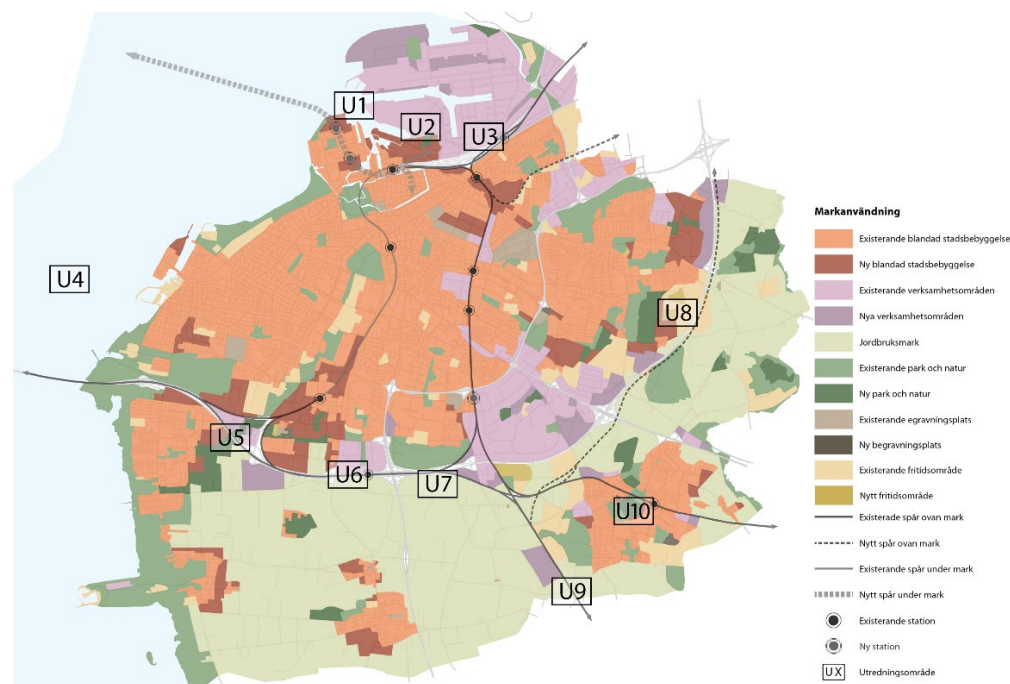 U1
U2
U3
U4
U8
U5
U6
U7
U10
U9
Markanvändning
Existerande blandad stadsbebyggelse
Ny blandad stadsbebyggelse
Existerande verksamhetsområden
Nya verksamhetsområden
Jordbruksmark
Existerande park och natur
Ny park och natur
Existerande egravningsplats
Ny begravningsplats
Existerande fritidsområde
Nytt fritidsområde
Existerade spår ovan mark
Nytt spår ovan mark
Existerande spår under mark
Nytt spår under mark
Existerande station
Ny station
UX Utredningsområde